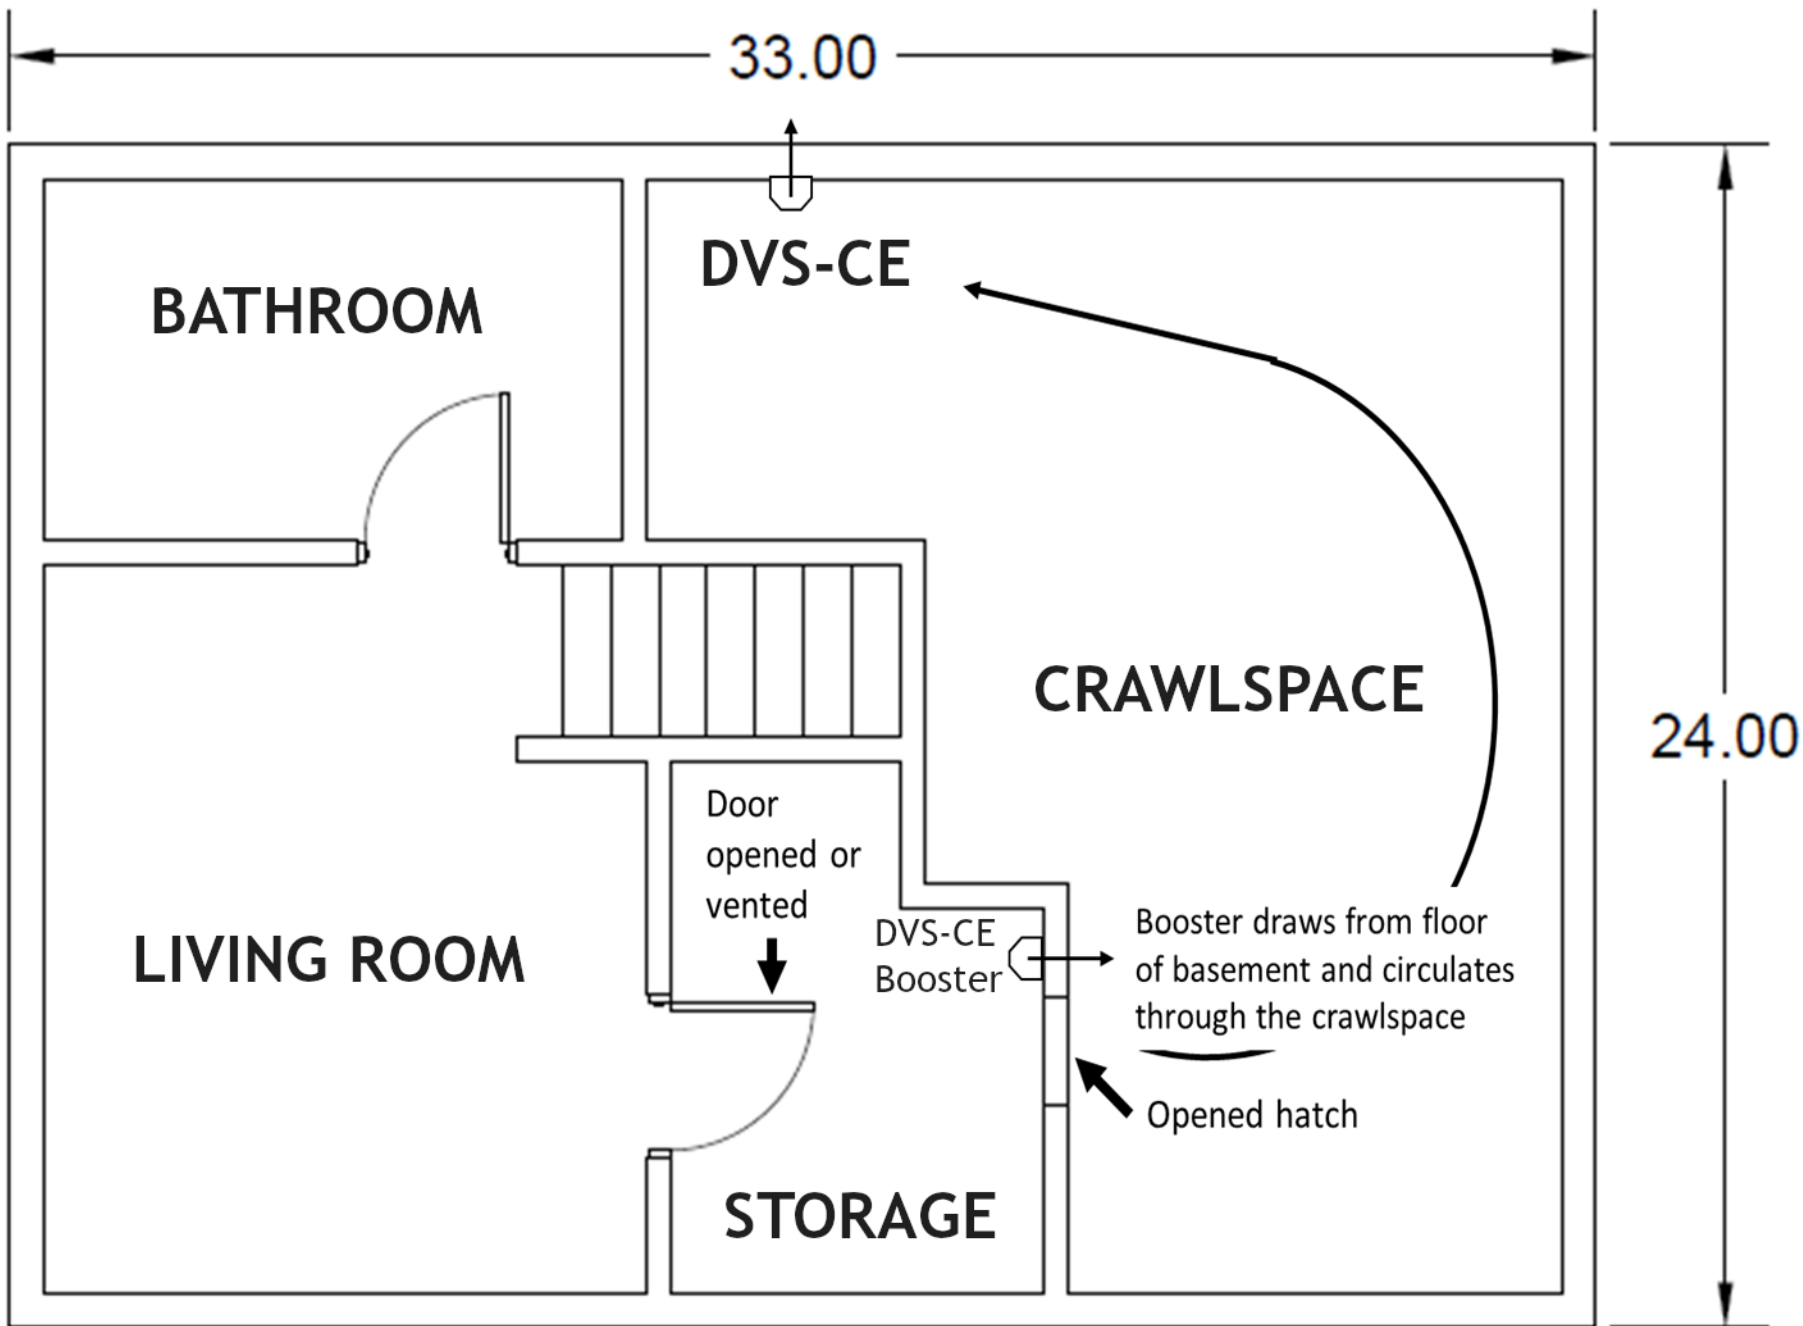 33.00
DVS-CE
BATHROOM
CRAWLSPACE
24.00
Door
opened or
vented
LIVING ROOM
DVS-CE
Booster
Booster draws from floor
of basement and circulates
through the crawlspace
Opened hatch
STORAGE